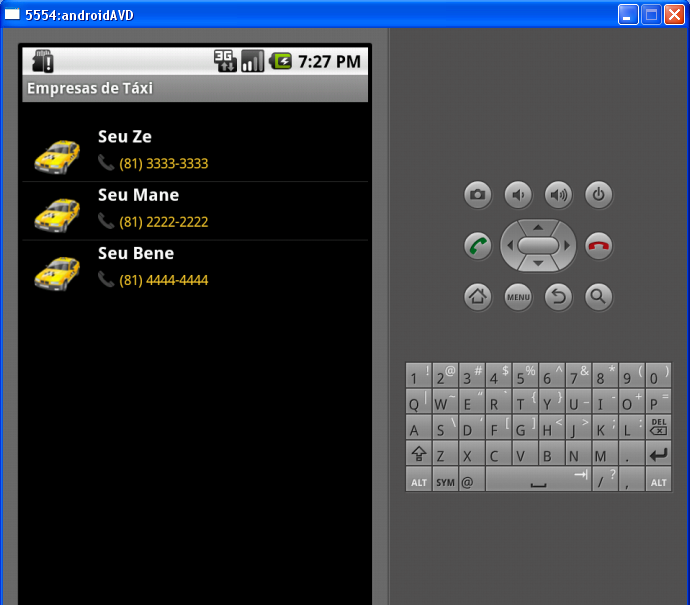 5554:androidAVD
3G 7:27 PM
Empresas de Táxi
Seu Ze
(81) 3333-3333
Seu Mane
(81) 2222-2222
Seu Bene
(81) 4444-4444
MENU
1 ! 2 @ 3 # 4 $ 5 % 6 ^ 7 & 8 * 9 ( 0 )
Q | W ~ E " R ` T { Y } U _ I - O + P =
A S \ D ' F [ G ] H < J > K ; L : DEL
Z X C V B N M .
ALT SYM @ / ? , ALT